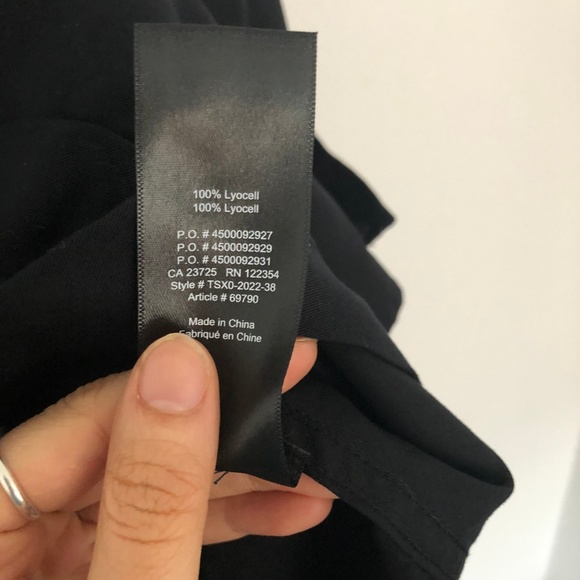 100% Lyocell
100% Lyocell
P.O. # 4500092927
P.O. # 4500092929
P.O. # 4500092931
CA 23725 RN 122354
Style # TSX0-2022-38
Article # 69790
Made in China
Fabriqué en Chine